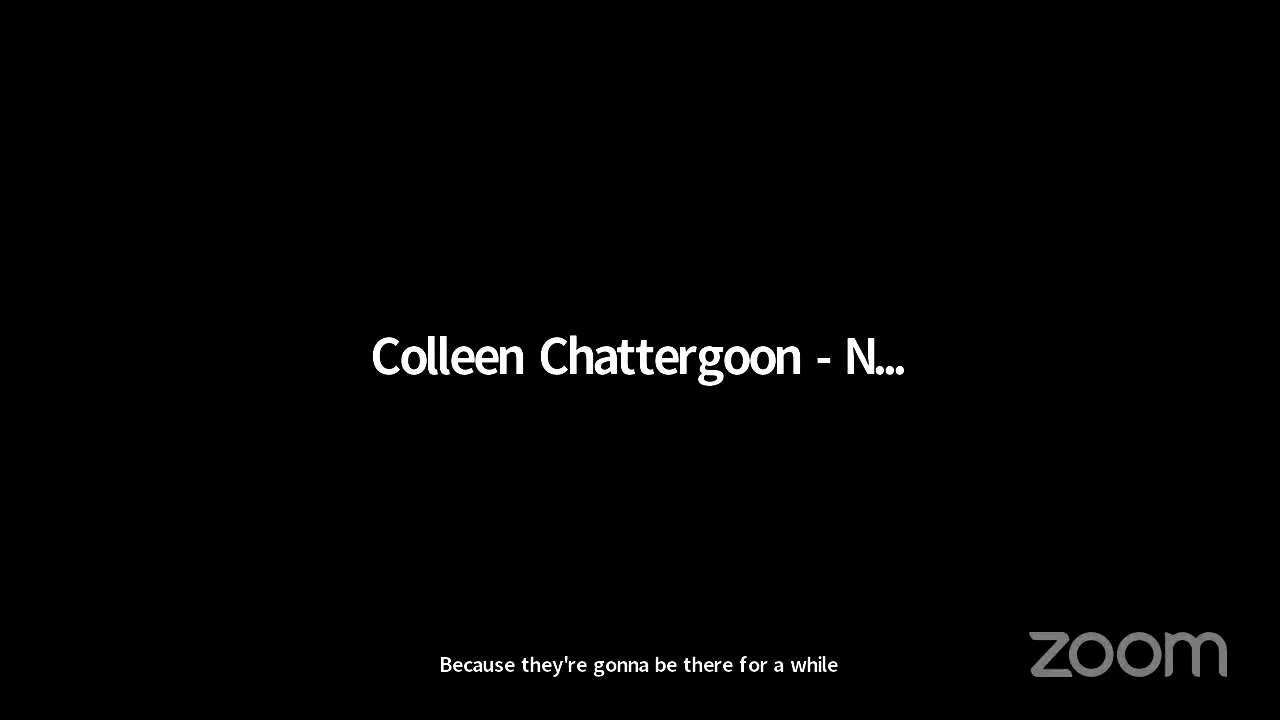 Colleen Chattergoon - N...
Because they're gonna be there for a while
zoom